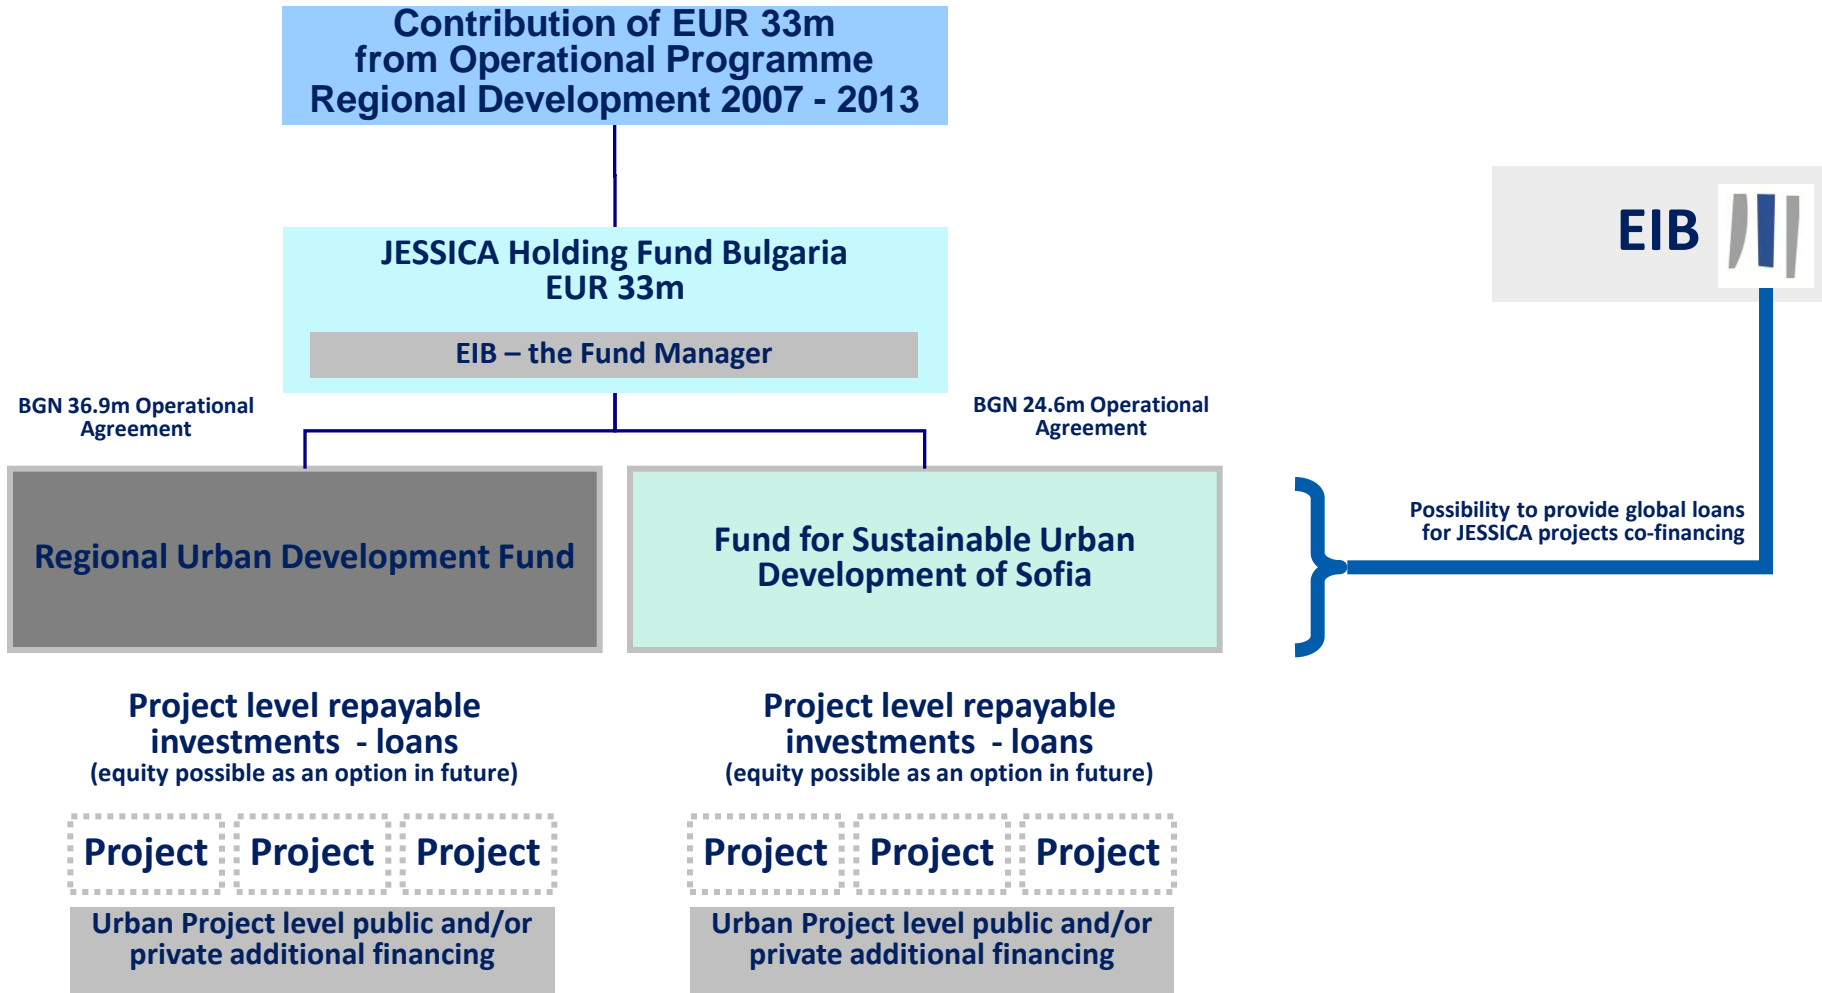 Contribution of EUR 33m
from Operational Programme
Regional Development 2007 - 2013
JESSICA Holding Fund Bulgaria
EUR 33m
EIB – the Fund Manager
EIB
BGN 36.9m Operational
Agreement
BGN 24.6m Operational
Agreement
Regional Urban Development Fund
Fund for Sustainable Urban
Development of Sofia
Possibility to provide global loans
for JESSICA projects co-financing
Project level repayable
investments - loans
(equity possible as an option in future)
Project level repayable
investments - loans
(equity possible as an option in future)
Project Project Project
Project Project Project
Urban Project level public and/or
private additional financing
Urban Project level public and/or
private additional financing